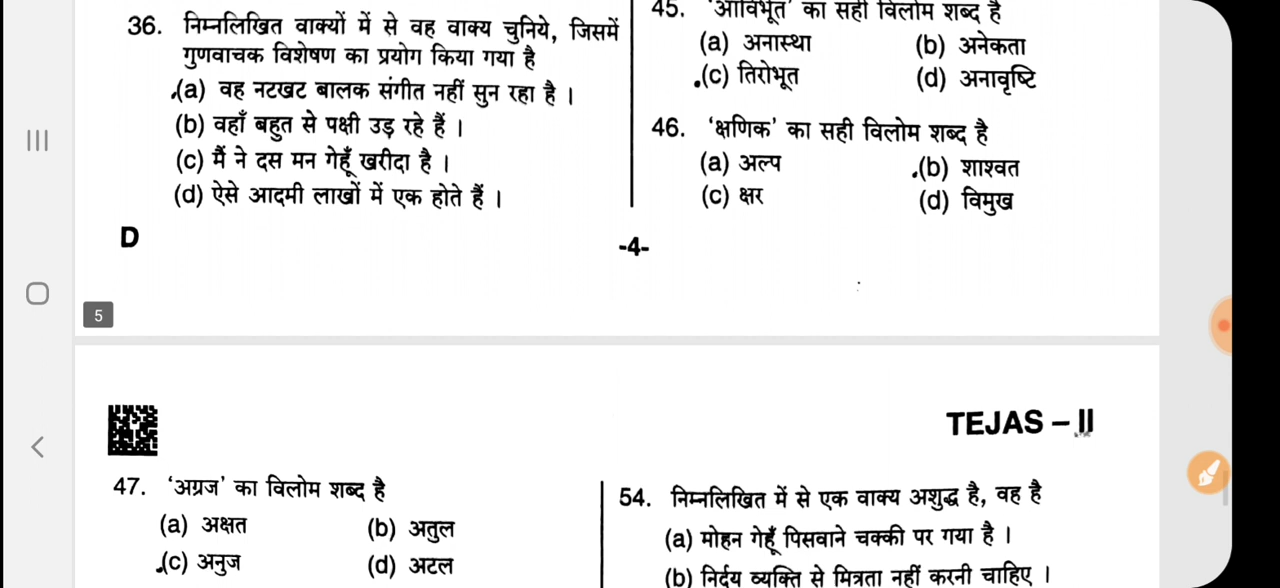 36. निम्नलिखित वाक्यों में से वह वाक्य चुनिये, जिसमें
गुणवाचक विशेषण का प्रयोग किया गया है
(a) वह नटखट बालक संगीत नहीं सुन रहा है ।
(b) वहाँ बहुत से पक्षी उड़ रहे हैं ।
(c) मैं ने दस मन गेहूँ खरीदा है ।
(d) ऐसे आदमी लाखों में एक होते हैं ।
45. 'आविर्भूत' का सही विलोम शब्द है
(a) अनास्था (b) अनेकता
(c) तिरोभूत (d) अनावृष्टि
46. 'क्षणिक' का सही विलोम शब्द है
(a) अल्प (b) शाश्वत
(c) क्षर (d) विमुख
D
-4-
5
TEJAS – II
47. 'अग्रज' का विलोम शब्द है
(a) अक्षत (b) अतुल
(c) अनुज (d) अटल
54. निम्नलिखित में से एक वाक्य अशुद्ध है, वह है
(a) मोहन गेहूँ पिसवाने चक्की पर गया है ।
(b) निर्दय व्यक्ति से मित्रता नहीं करनी चाहिए ।